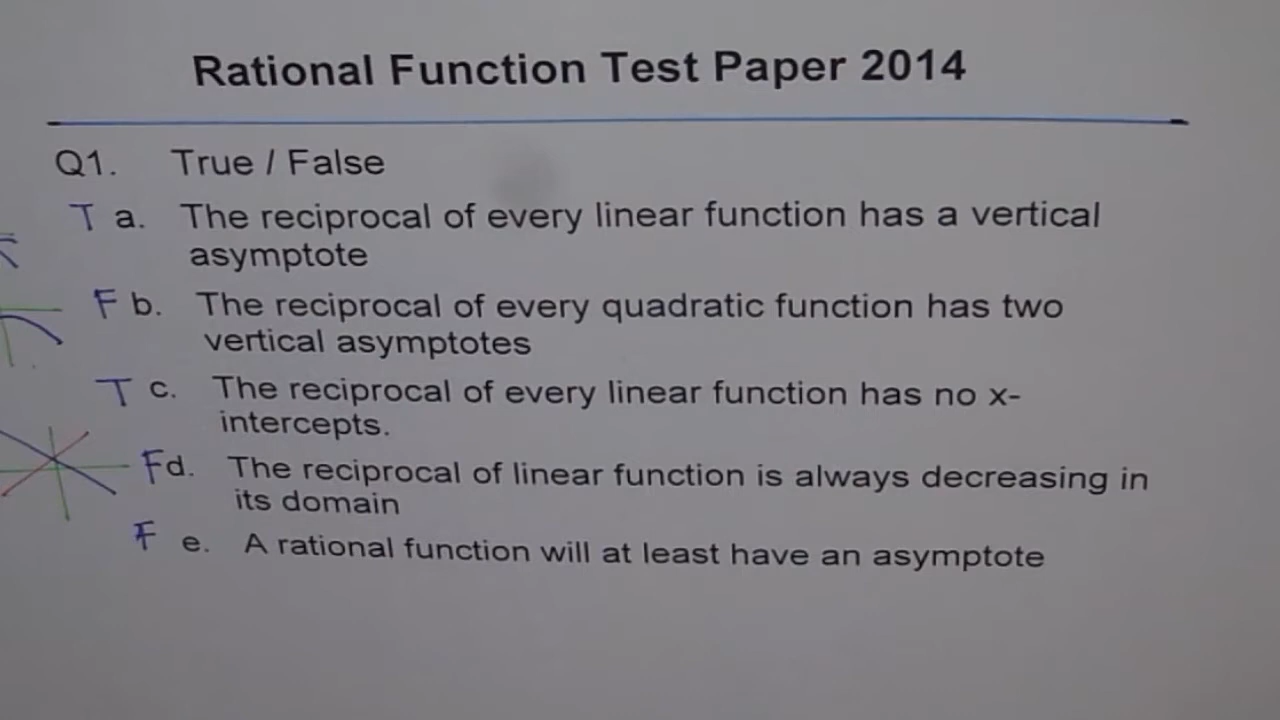 Rational Function Test Paper 2014
Q1. True / False
T a. The reciprocal of every linear function has a vertical
asymptote
F b. The reciprocal of every quadratic function has two
vertical asymptotes
T c. The reciprocal of every linear function has no x-
intercepts.
F d. The reciprocal of linear function is always decreasing in
its domain
F e. A rational function will at least have an asymptote